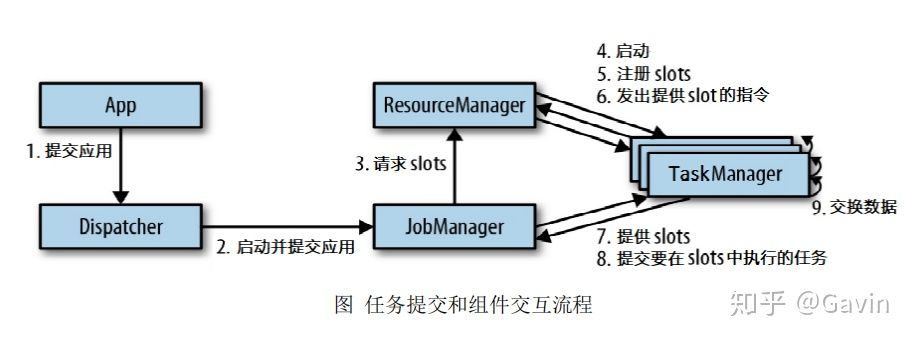 4. 启动
5. 注册 slots
6. 发出提供 slot 的指令
App
ResourceManager
1. 提交应用
3. 请求 slots
TaskManager
9. 交换数据
Dispatcher
JobManager
2. 启动并提交应用
7. 提供 slots
8. 提交要在 slots 中执行的任务
图 任务提交和组件交互流程
知乎 @Gavin